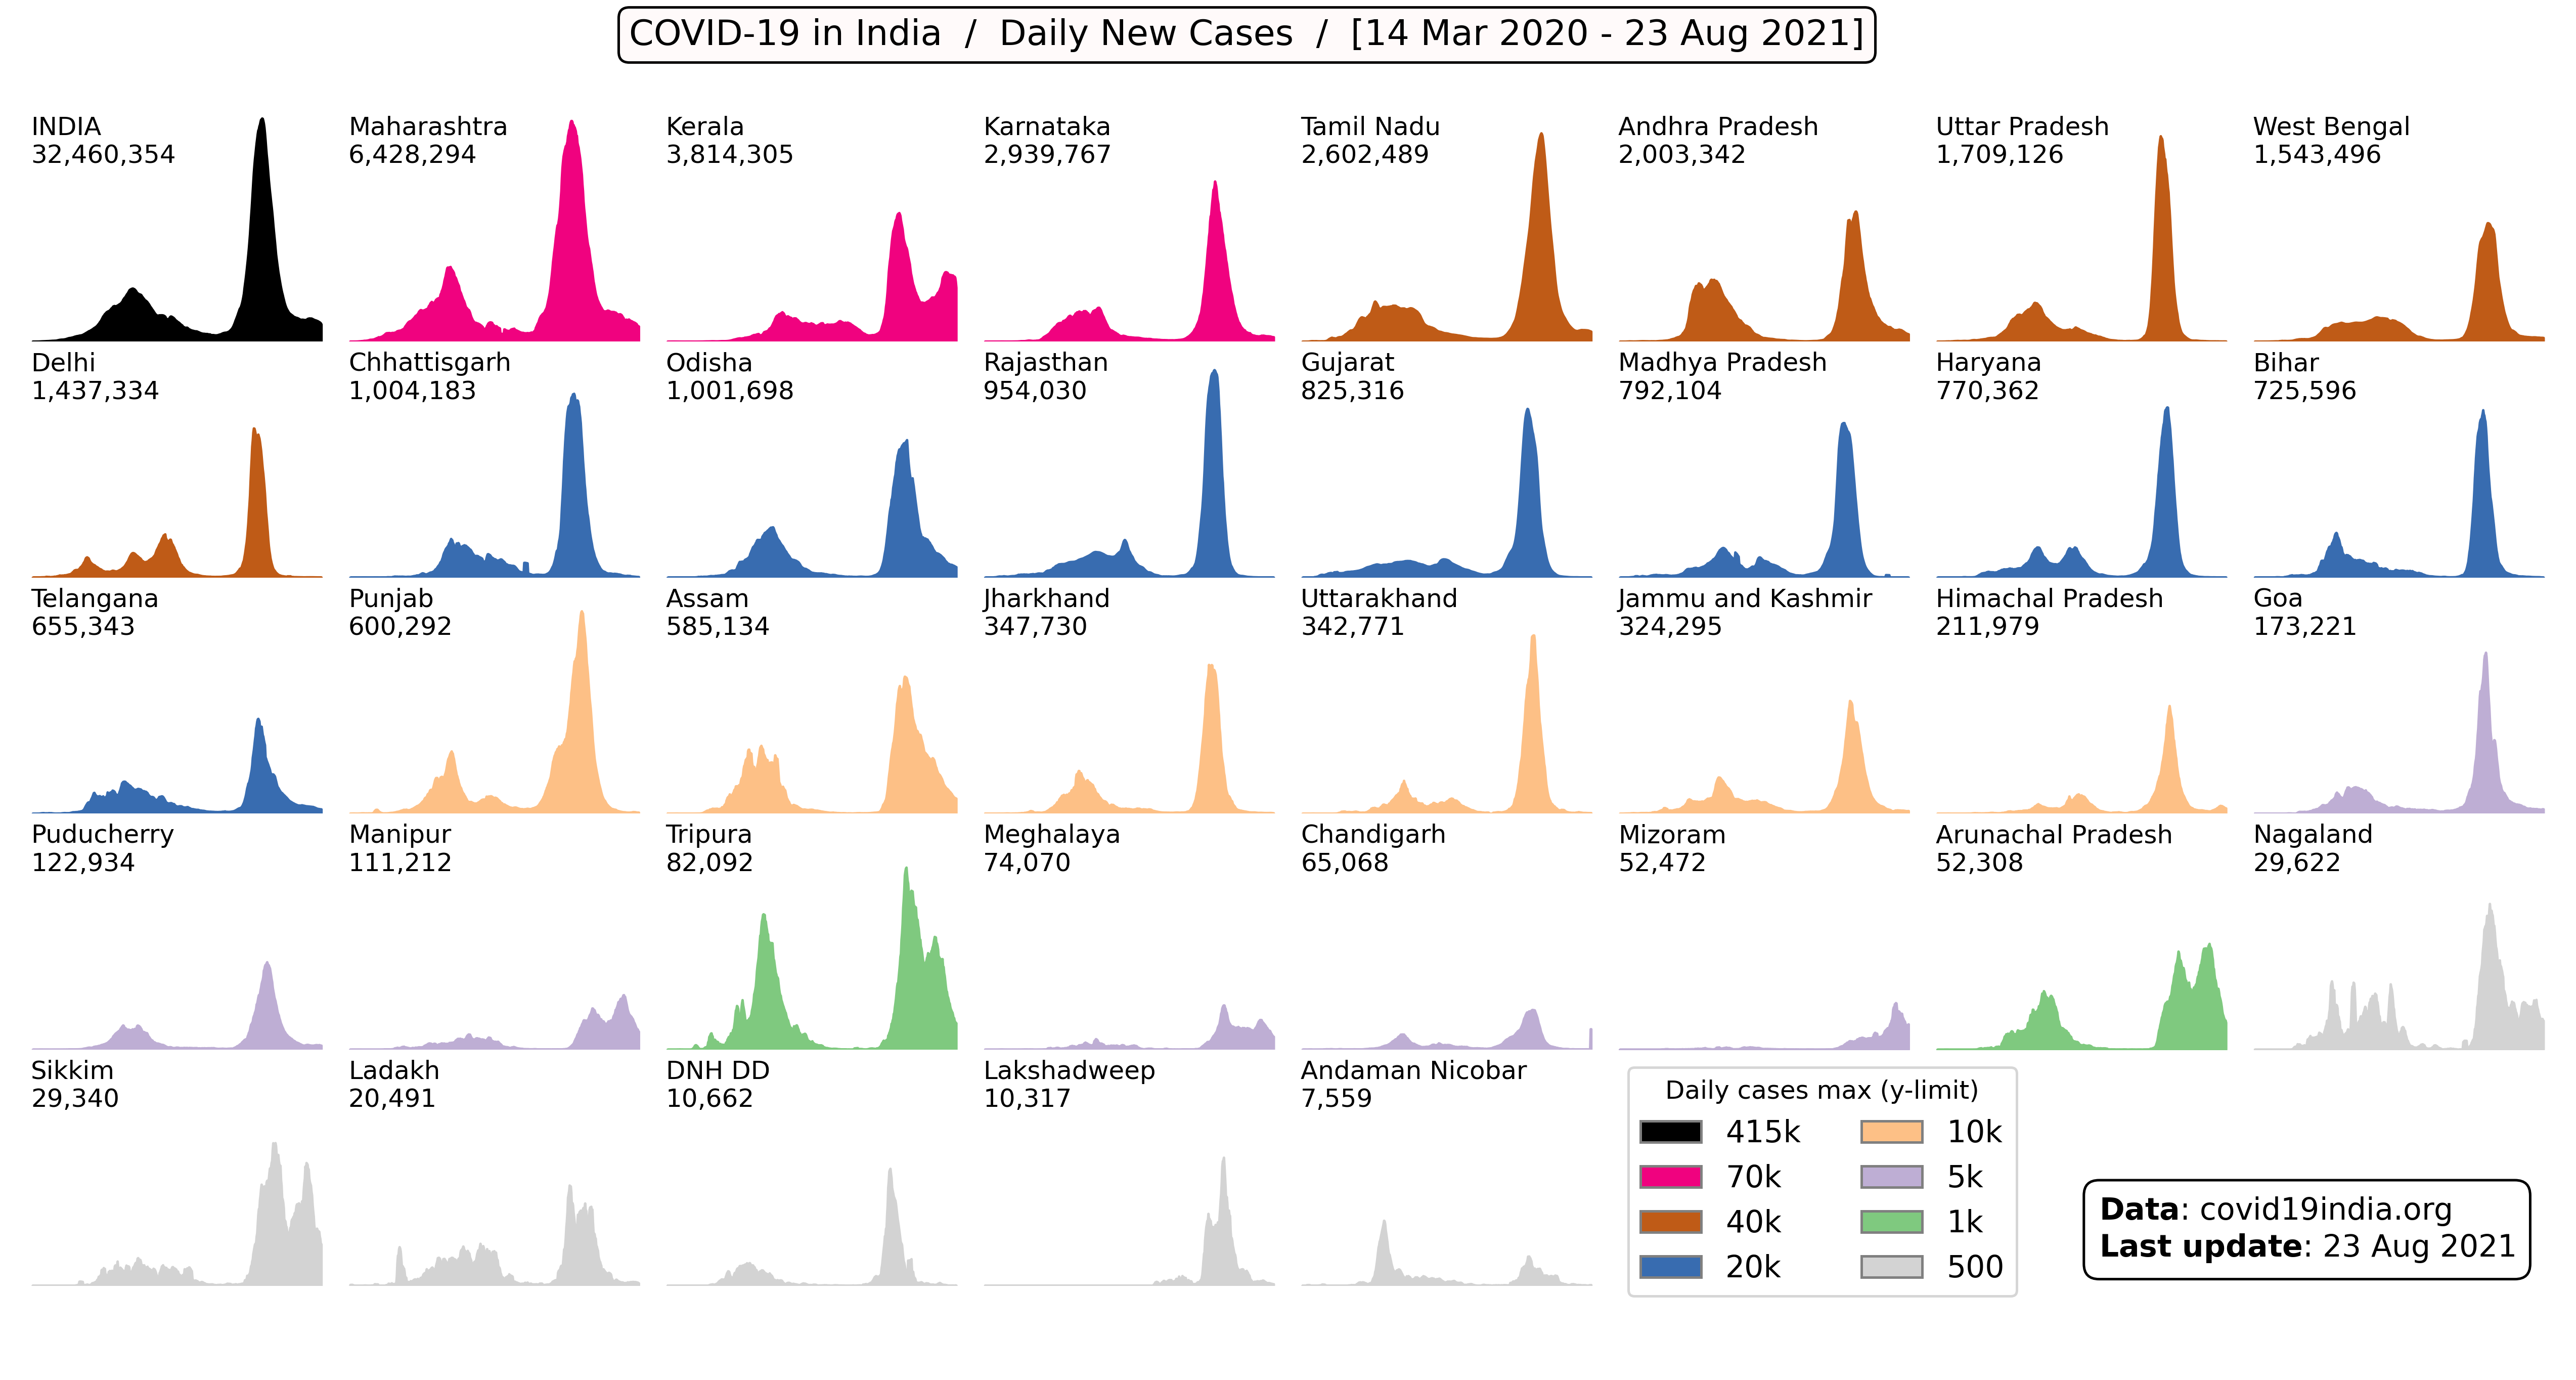 COVID-19 in India / Daily New Cases / [14 Mar 2020 - 23 Aug 2021]
INDIA
32,460,354
Maharashtra
6,428,294
Kerala
3,814,305
Karnataka
2,939,767
Tamil Nadu
2,602,489
Andhra Pradesh
2,003,342
Uttar Pradesh
1,709,126
West Bengal
1,543,496
Delhi
1,437,334
Chhattisgarh
1,004,183
Odisha
1,001,698
Rajasthan
954,030
Gujarat
825,316
Madhya Pradesh
792,104
Haryana
770,362
Bihar
725,596
Telangana
655,343
Punjab
600,292
Assam
585,134
Jharkhand
347,730
Uttarakhand
342,771
Jammu and Kashmir
324,295
Himachal Pradesh
211,979
Goa
173,221
Puducherry
122,934
Manipur
111,212
Tripura
82,092
Meghalaya
74,070
Chandigarh
65,068
Mizoram
52,472
Arunachal Pradesh
52,308
Nagaland
29,622
Sikkim
29,340
Ladakh
20,491
DNH DD
10,662
Lakshadweep
10,317
Andaman Nicobar
7,559
Daily cases max (y-limit)
415k
70k
40k
20k
10k
5k
1k
500
Data: covid19india.org
Last update: 23 Aug 2021